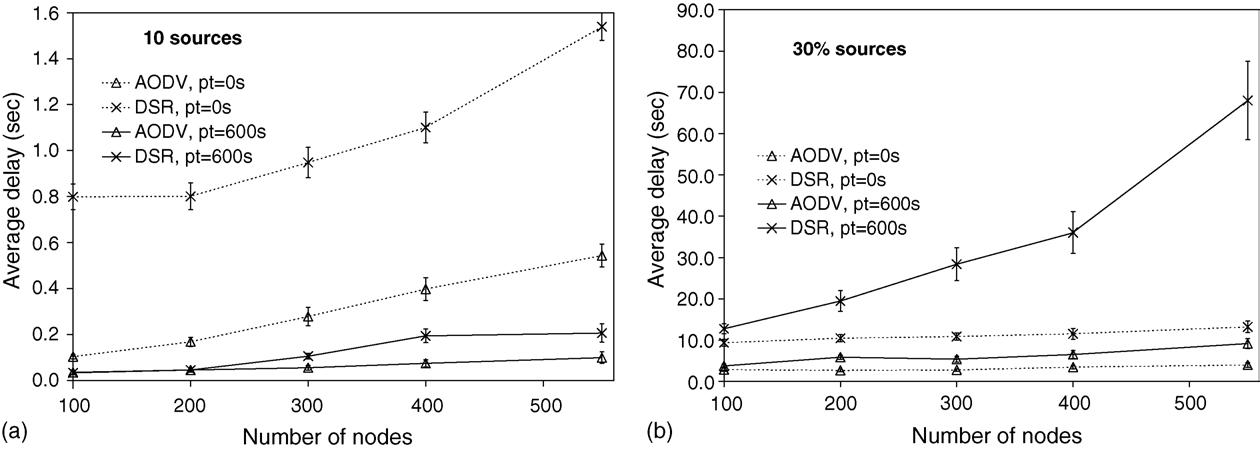 1.6
1.4
1.2
1.0
0.8
0.6
0.4
0.2
0.0
Average delay (sec)
10 sources
AODV, pt=0s
DSR, pt=0s
AODV, pt=600s
DSR, pt=600s
100 200 300 400 500
Number of nodes
(a)
90.0
80.0
70.0
60.0
50.0
40.0
30.0
20.0
10.0
0.0
Average delay (sec)
30% sources
AODV, pt=0s
DSR, pt=0s
AODV, pt=600s
DSR, pt=600s
100 200 300 400 500
Number of nodes
(b)